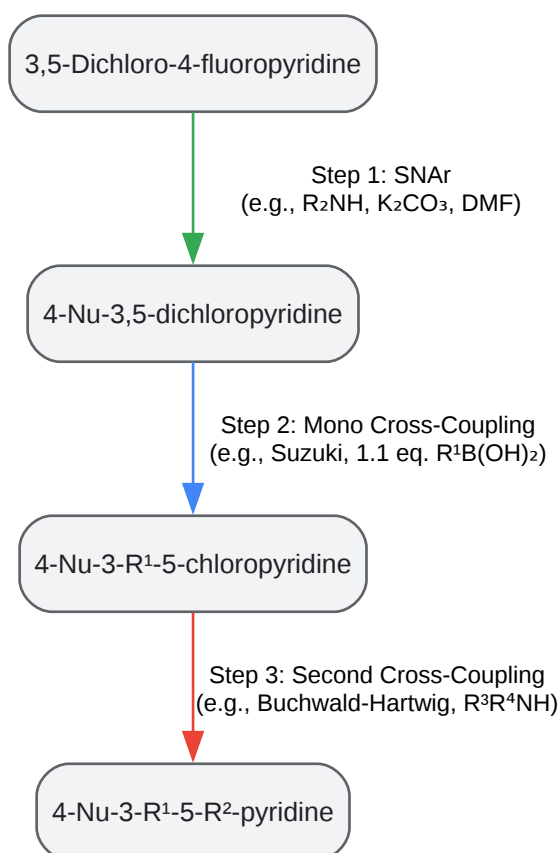 3,5-Dichloro-4-fluoropyridine
Step 1: SNAr
(e.g., R₂NH, K₂CO₃, DMF)
4-Nu-3,5-dichloropyridine
Step 2: Mono Cross-Coupling
(e.g., Suzuki, 1.1 eq. R¹B(OH)₂)
4-Nu-3-R¹-5-chloropyridine
Step 3: Second Cross-Coupling
(e.g., Buchwald-Hartwig, R³R⁴NH)
4-Nu-3-R¹-5-R²-pyridine